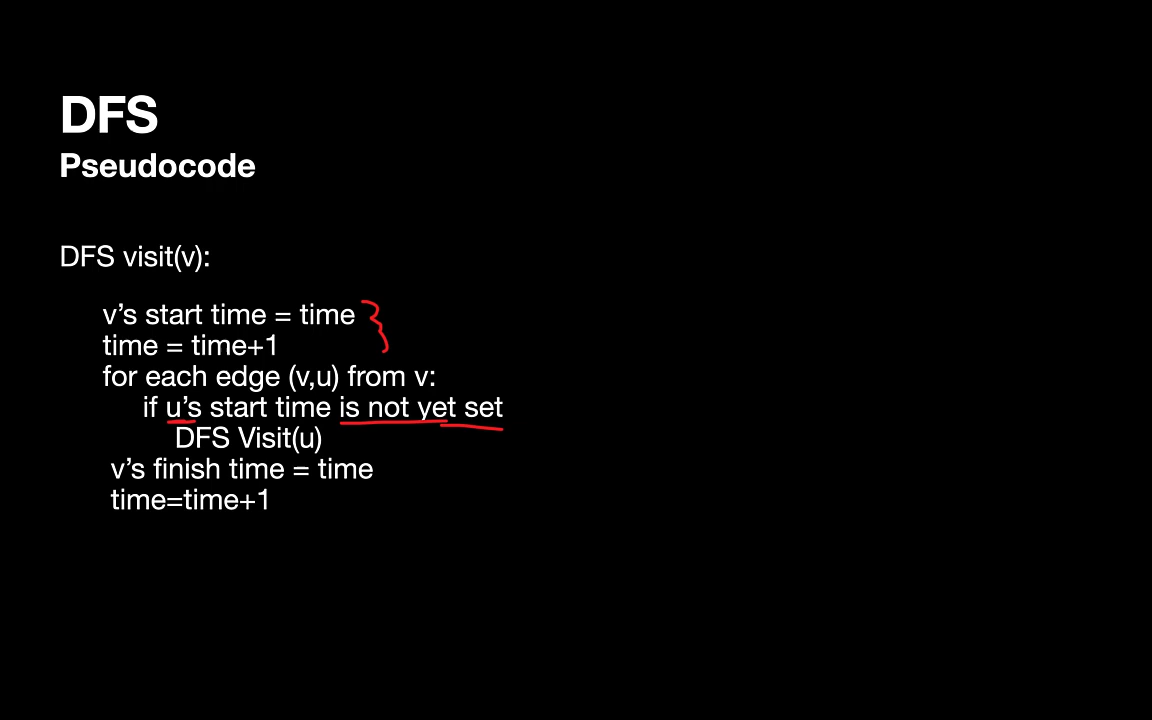 DFS
Pseudocode
DFS visit(v):
v’s start time = time
time = time+1
for each edge (v,u) from v:
if u’s start time is not yet set
DFS Visit(u)
v’s finish time = time
time=time+1